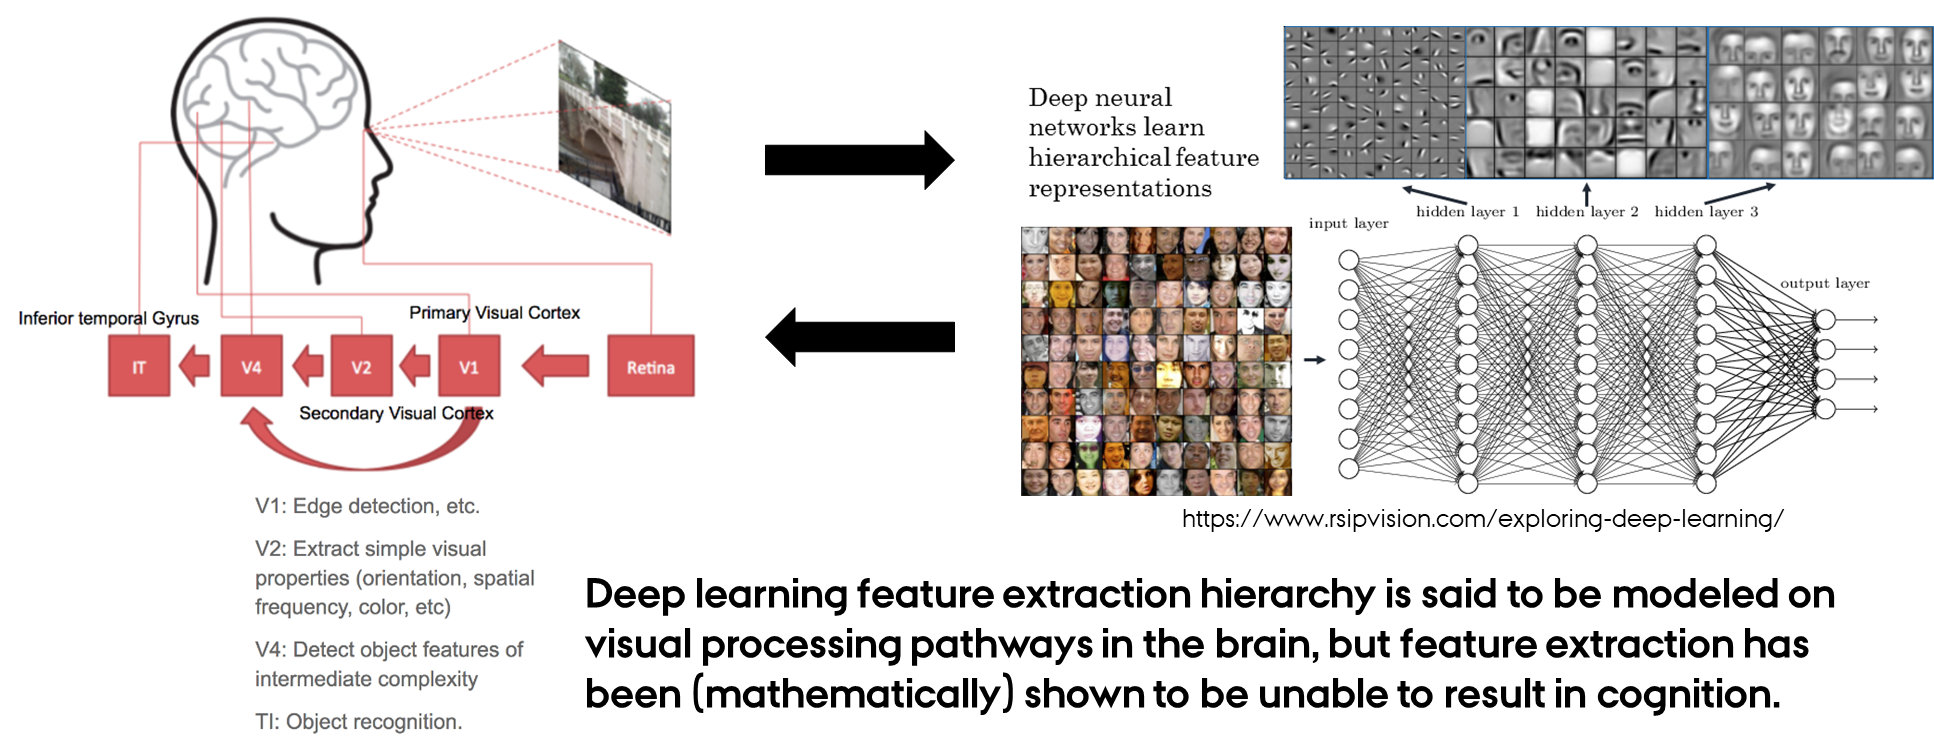 Deep neural
networks learn
hierarchical feature
representations
hidden layer 1 hidden layer 2 hidden layer 3
input layer
output layer
Inferior temporal Gyrus
Primary Visual Cortex
IT
V4
V2
V1
Retina
Secondary Visual Cortex
V1: Edge detection, etc.
V2: Extract simple visual
properties (orientation, spatial
frequency, color, etc)
V4: Detect object features of
intermediate complexity
TI: Object recognition.
https://www.rsipvision.com/exploring-deep-learning/
Deep learning feature extraction hierarchy is said to be modeled on
visual processing pathways in the brain, but feature extraction has
been (mathematically) shown to be unable to result in cognition.